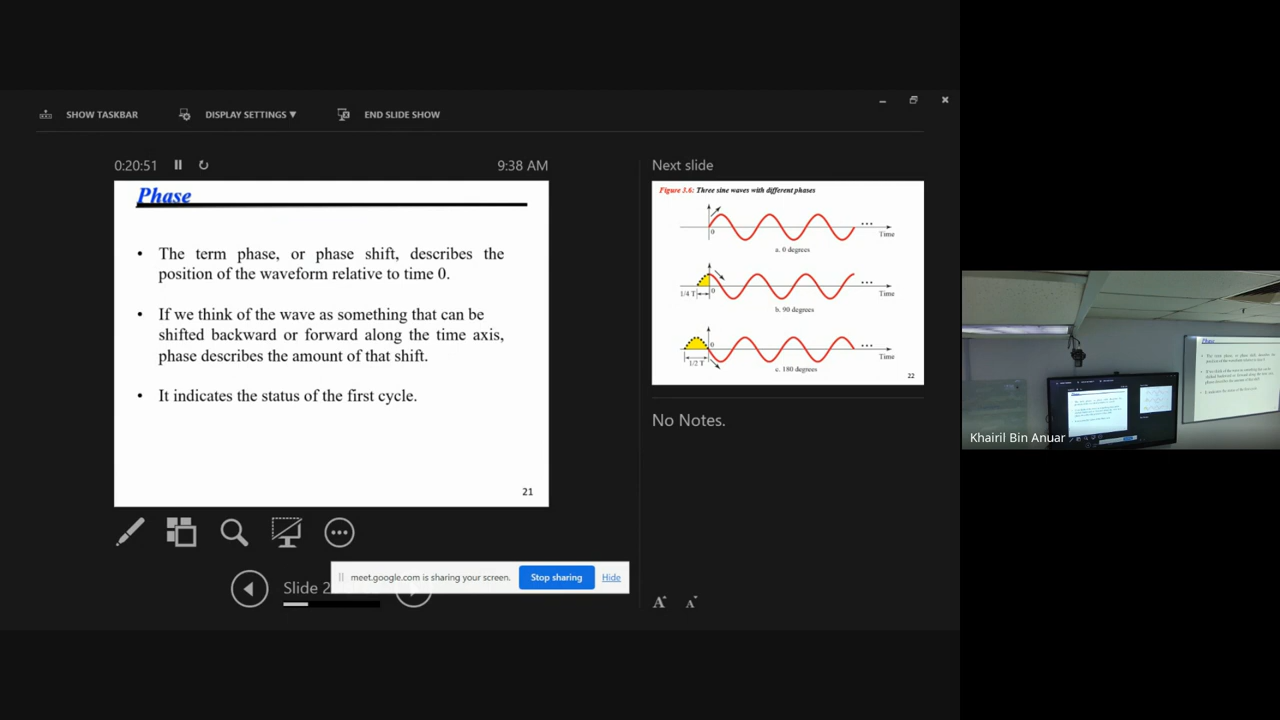 SHOW TASKBAR
DISPLAY SETTINGS ▼
END SLIDE SHOW
0:20:51
9:38 AM
Phase
• The term phase, or phase shift, describes the
position of the waveform relative to time 0.
• If we think of the wave as something that can be
shifted backward or forward along the time axis,
phase describes the amount of that shift.
• It indicates the status of the first cycle.
21
meet.google.com is sharing your screen.
Stop sharing
Hide
Slide 2
Next slide
Figure 3.6: Three sine waves with different phases
0
...
Time
a. 0 degrees
1/4 T
0
...
Time
b. 90 degrees
0
...
Time
1/2 T
c. 180 degrees
22
No Notes.
A A
Khairil Bin Anuar
Phase